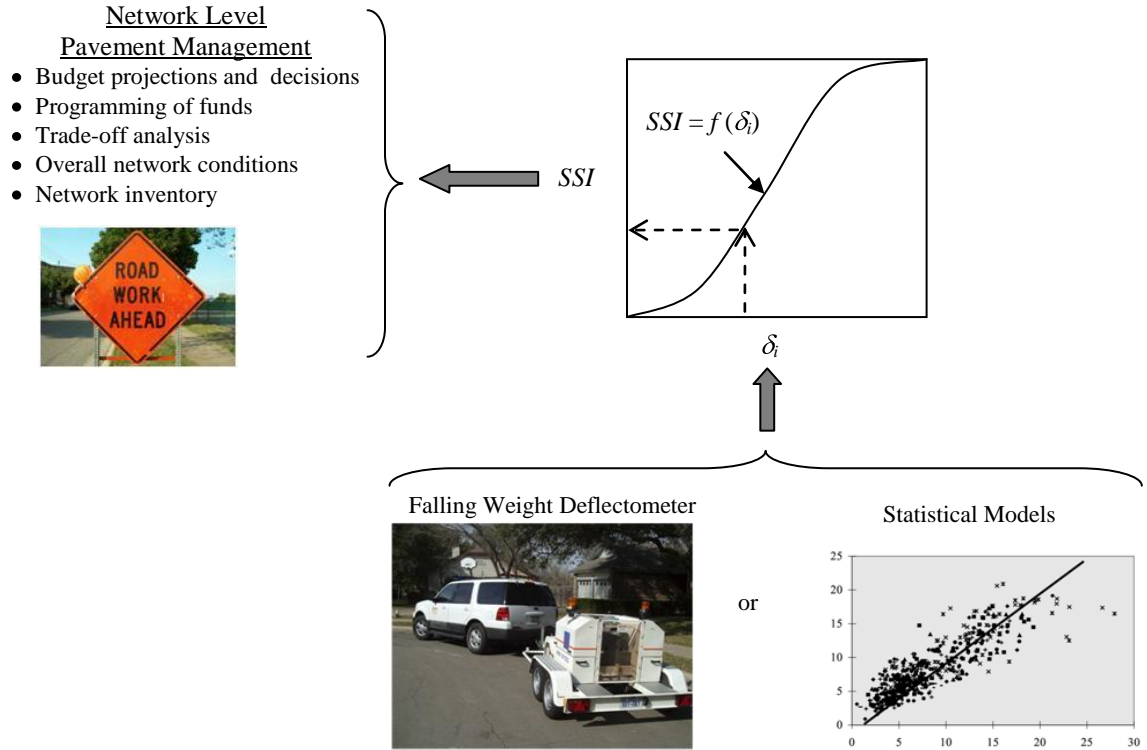 Network Level
Pavement Management
• Budget projections and decisions
• Programming of funds
• Trade-off analysis
• Overall network conditions
• Network inventory
ROAD
WORK
AHEAD
SSI
SSI = f (δi)
δi
Falling Weight Deflectometer
or
Statistical Models
25
20
15
10
5
0
0 5 10 15 20 25 30